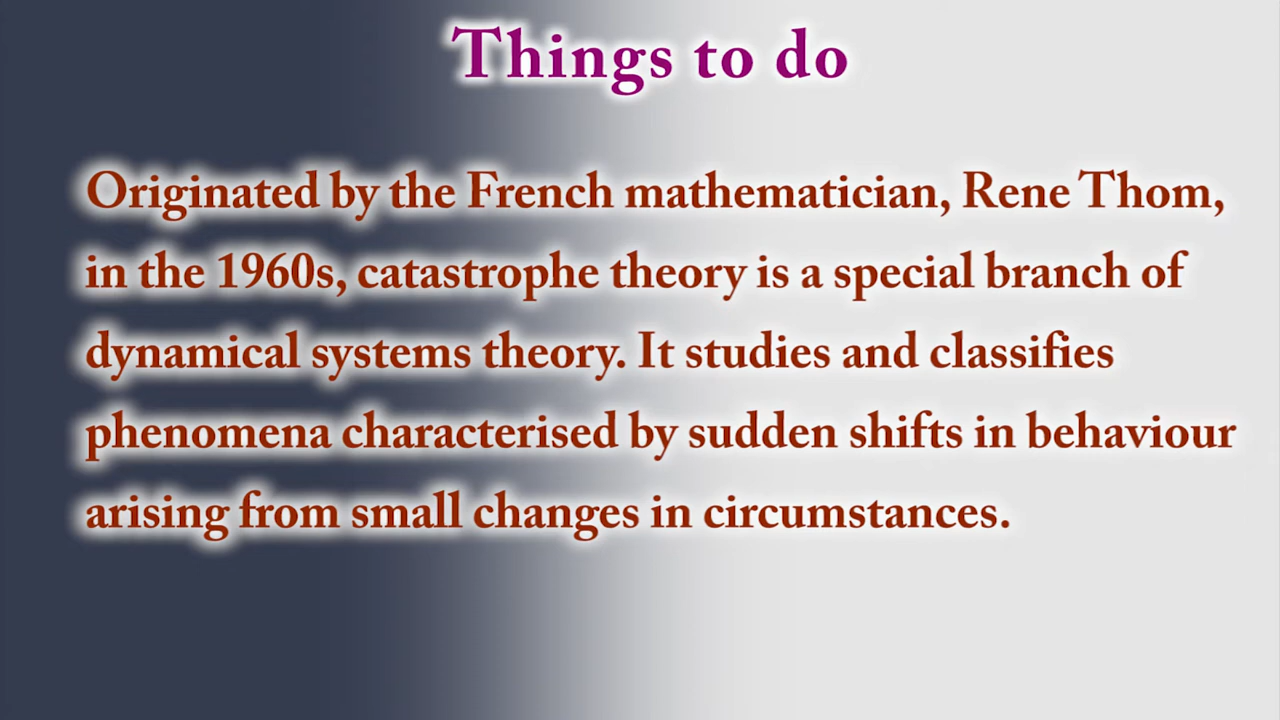 Things to do
Originated by the French mathematician, Rene Thom,
in the 1960s, catastrophe theory is a special branch of
dynamical systems theory. It studies and classifies
phenomena characterised by sudden shifts in behaviour
arising from small changes in circumstances.